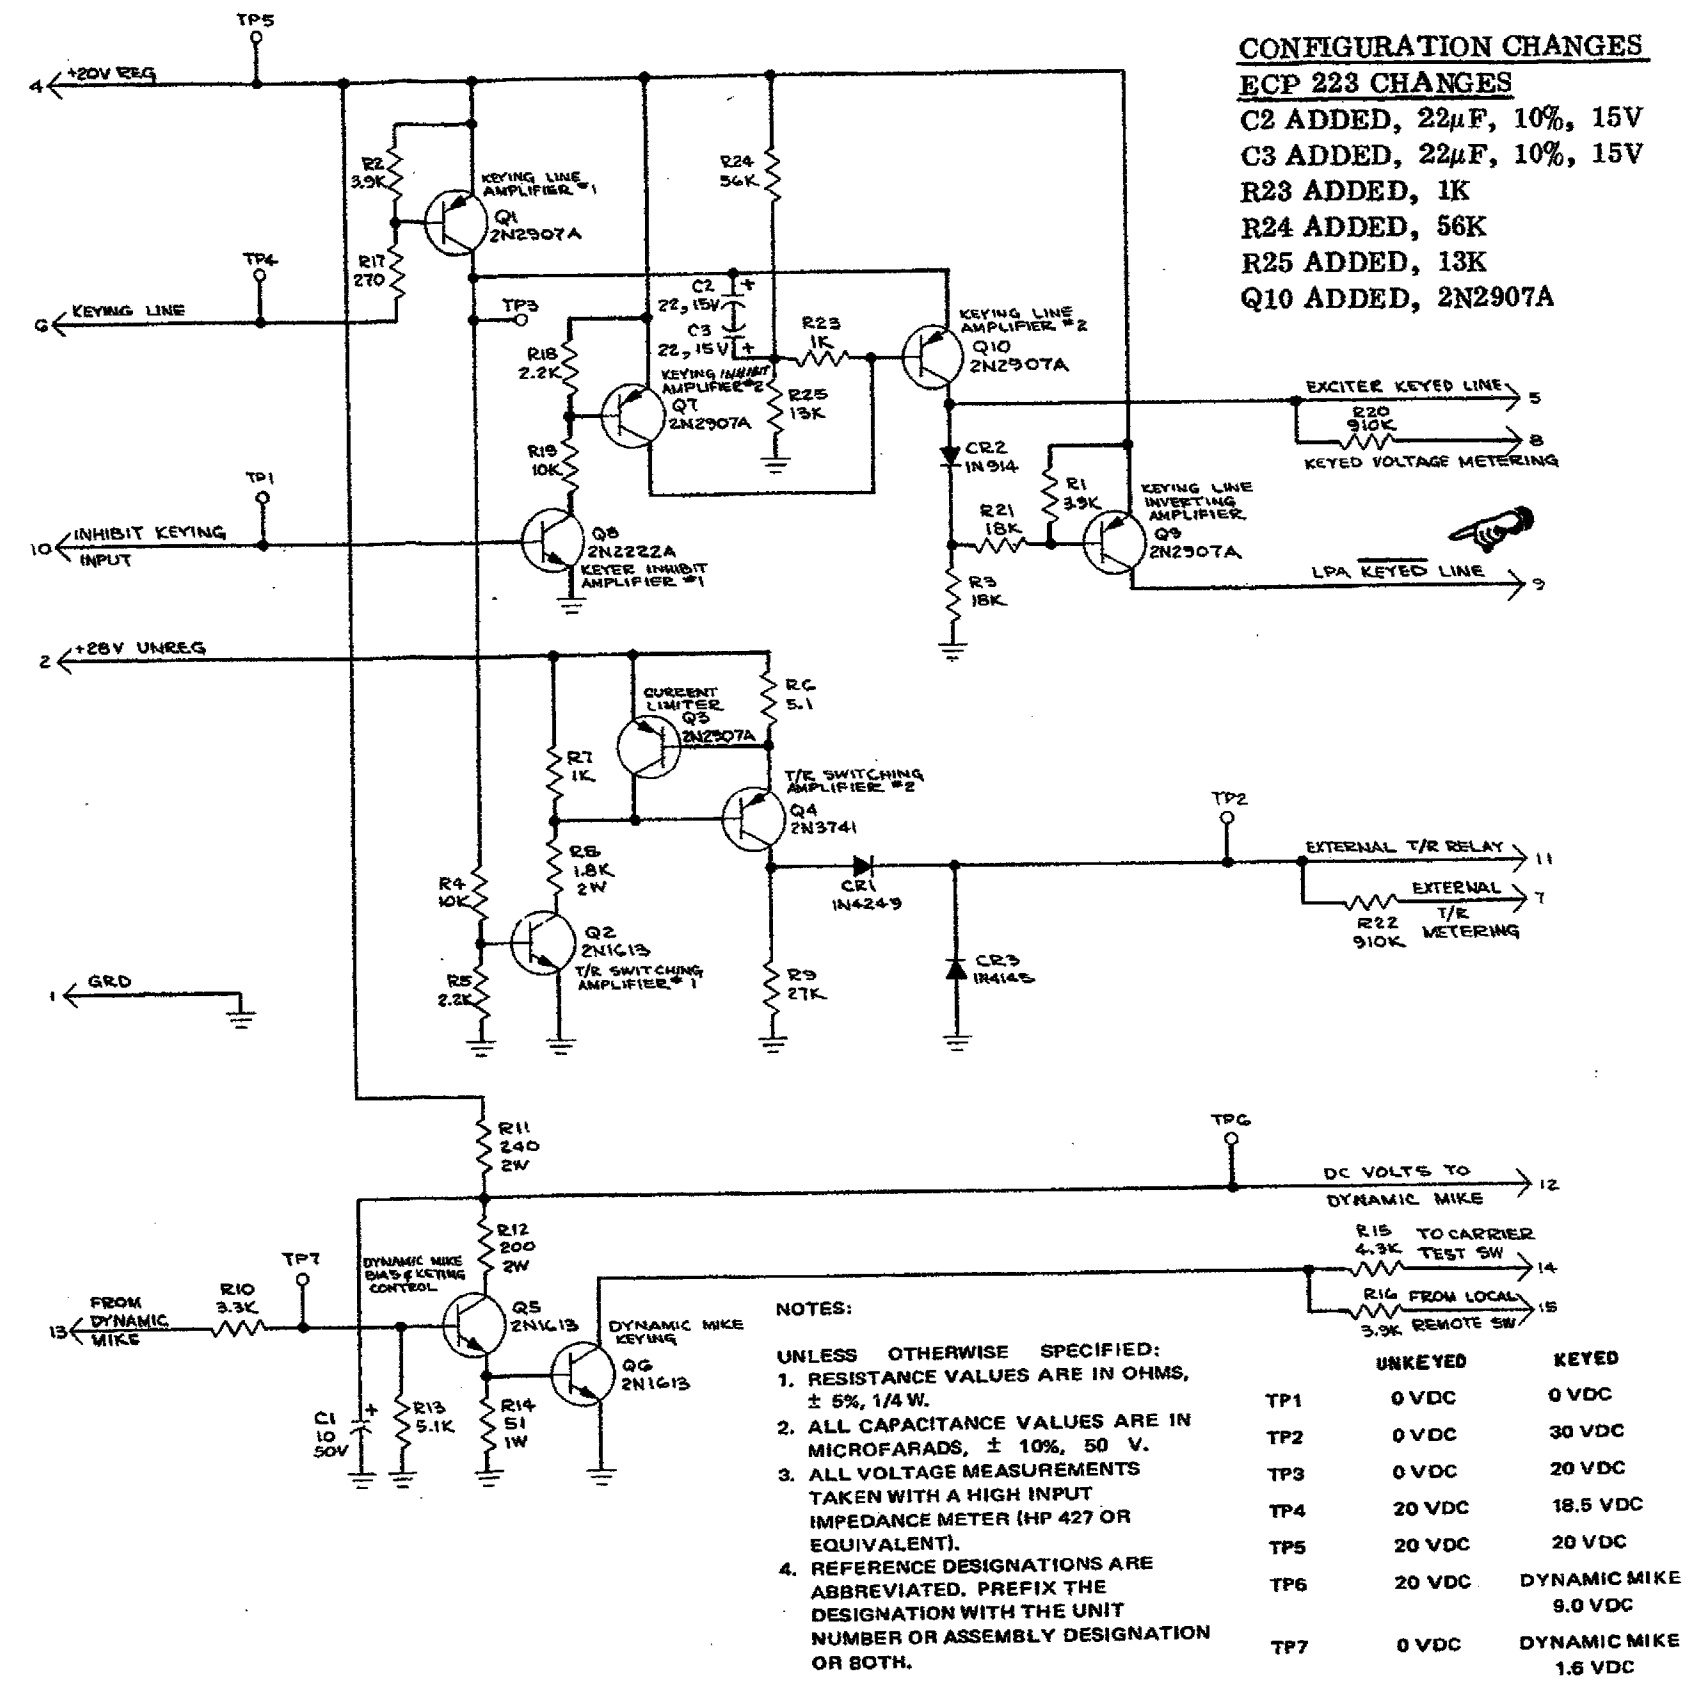 TP5
4 +20V REG
CONFIGURATION CHANGES
ECP 223 CHANGES
C2 ADDED, 22µF, 10%, 15V
C3 ADDED, 22µF, 10%, 15V
R23 ADDED, 1K
R24 ADDED, 56K
R25 ADDED, 13K
Q10 ADDED, 2N2907A
R2
3.9K
KEYING LINE
AMPLIFIER #1
Q1
2N2907A
R24
56K
TP4
R17
270
6 KEYING LINE
TP3
C2 +
22, 15V
C3
22, 15V +
R23
1K
KEYING LINE
AMPLIFIER #2
Q10
2N2907A
R18
2.2K
KEYING INHIBIT
AMPLIFIER #2
Q7
2N2907A
R25
13K
EXCITER KEYED LINE 5
R20
910K 8
KEYED VOLTAGE METERING
R19
10K
CR2
1N914
TP1
10 INHIBIT KEYING
INPUT
Q8
2N2222A
KEYER INHIBIT
AMPLIFIER #1
R21
18K
R1
3.9K
KEYING LINE
INVERTING
AMPLIFIER
Q9
2N2907A
R3
18K
LPA KEYED LINE 9
2 +28V UNREG
CURRENT
LIMITER
Q3
2N2907A
R6
5.1
R7
1K
T/R SWITCHING
AMPLIFIER #2
Q4
2N3741
TP2
R8
1.8K
2W
CR1
1N4249
EXTERNAL T/R RELAY 11
EXTERNAL 7
T/R
METERING
R22
910K
R4
10K
Q2
2N1613
T/R SWITCHING
AMPLIFIER #1
R5
2.2K
R9
27K
CR3
1 GRD
R11
240
2W
TP6
DC VOLTS TO 12
DYNAMIC MIKE
R12
200
2W
R15
4.3K
TO CARRIER
TEST SW 14
R16
3.9K
FROM LOCAL 15
REMOTE SW
TP7
DYNAMIC MIKE
BIAS & KEYING
CONTROL
R10
3.3K
13 FROM
DYNAMIC
MIKE
Q5
2N1613
DYNAMIC MIKE
KEYING
Q6
2N1613
C1 +
10
50V
R13
5.1K
R14
51
1W
NOTES:
UNLESS OTHERWISE SPECIFIED:
1. RESISTANCE VALUES ARE IN OHMS,
± 5%, 1/4 W.
2. ALL CAPACITANCE VALUES ARE IN
MICROFARADS, ± 10%, 50 V.
3. ALL VOLTAGE MEASUREMENTS
TAKEN WITH A HIGH INPUT
IMPEDANCE METER (HP 427 OR
EQUIVALENT).
4. REFERENCE DESIGNATIONS ARE
ABBREVIATED. PREFIX THE
DESIGNATION WITH THE UNIT
NUMBER OR ASSEMBLY DESIGNATION
OR BOTH.
UNKEYED KEYED
TP1 0 VDC 0 VDC
TP2 0 VDC 30 VDC
TP3 0 VDC 20 VDC
TP4 20 VDC 18.5 VDC
TP5 20 VDC 20 VDC
TP6 20 VDC DYNAMIC MIKE
9.0 VDC
TP7 0 VDC DYNAMIC MIKE
1.6 VDC